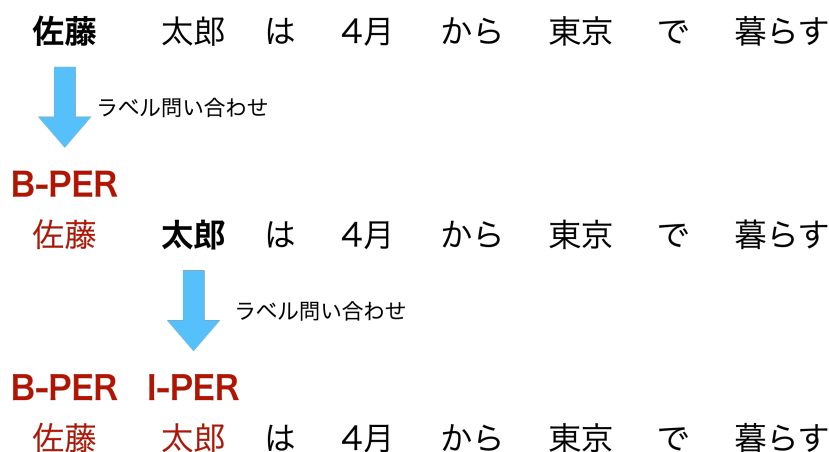 佐藤 太郎 は 4月 から 東京 で 暮らす
ラベル問い合わせ
B-PER
佐藤 太郎 は 4月 から 東京 で 暮らす
ラベル問い合わせ
B-PER I-PER
佐藤 太郎 は 4月 から 東京 で 暮らす